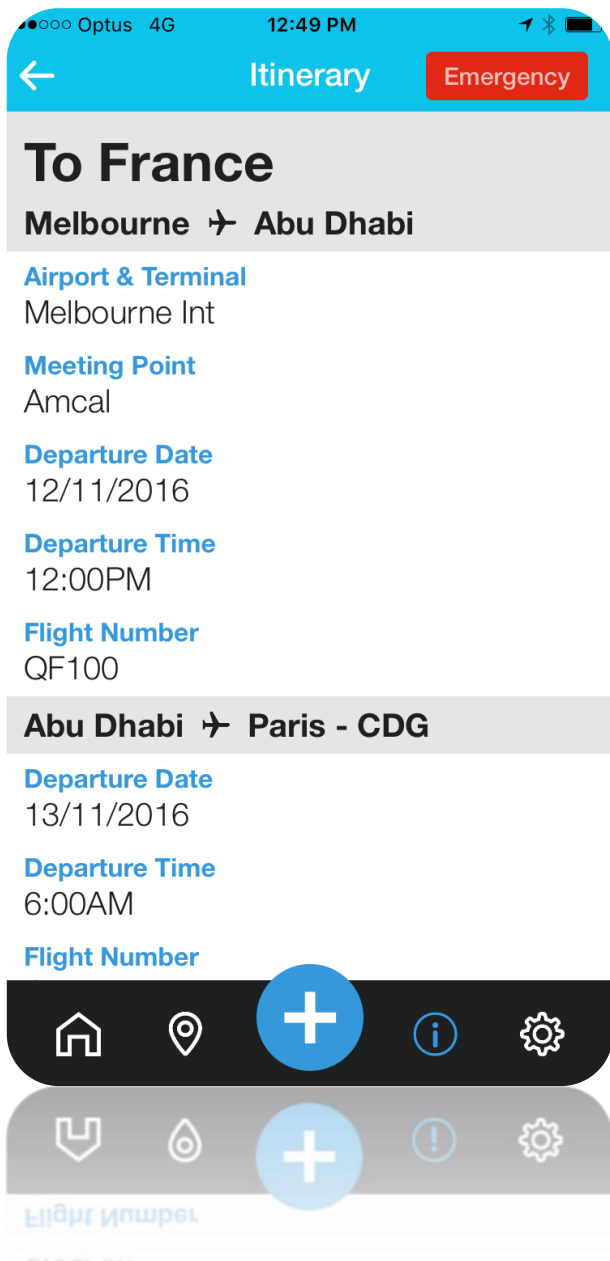 Optus 4G 12:49 PM
Itinerary Emergency
To France
Melbourne ✈ Abu Dhabi
Airport & Terminal
Melbourne Int
Meeting Point
Amcal
Departure Date
12/11/2016
Departure Time
12:00PM
Flight Number
QF100
Abu Dhabi ✈ Paris - CDG
Departure Date
13/11/2016
Departure Time
6:00AM
Flight Number
Flight Number